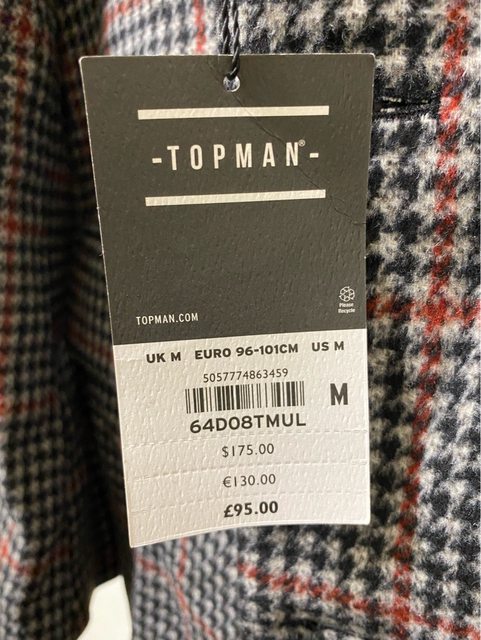 -TOPMAN®-
TOPMAN.COM
Please
Recycle
UK M EURO 96-101CM US M
5057774863459
M
64D08TMUL
$175.00
€130.00
£95.00